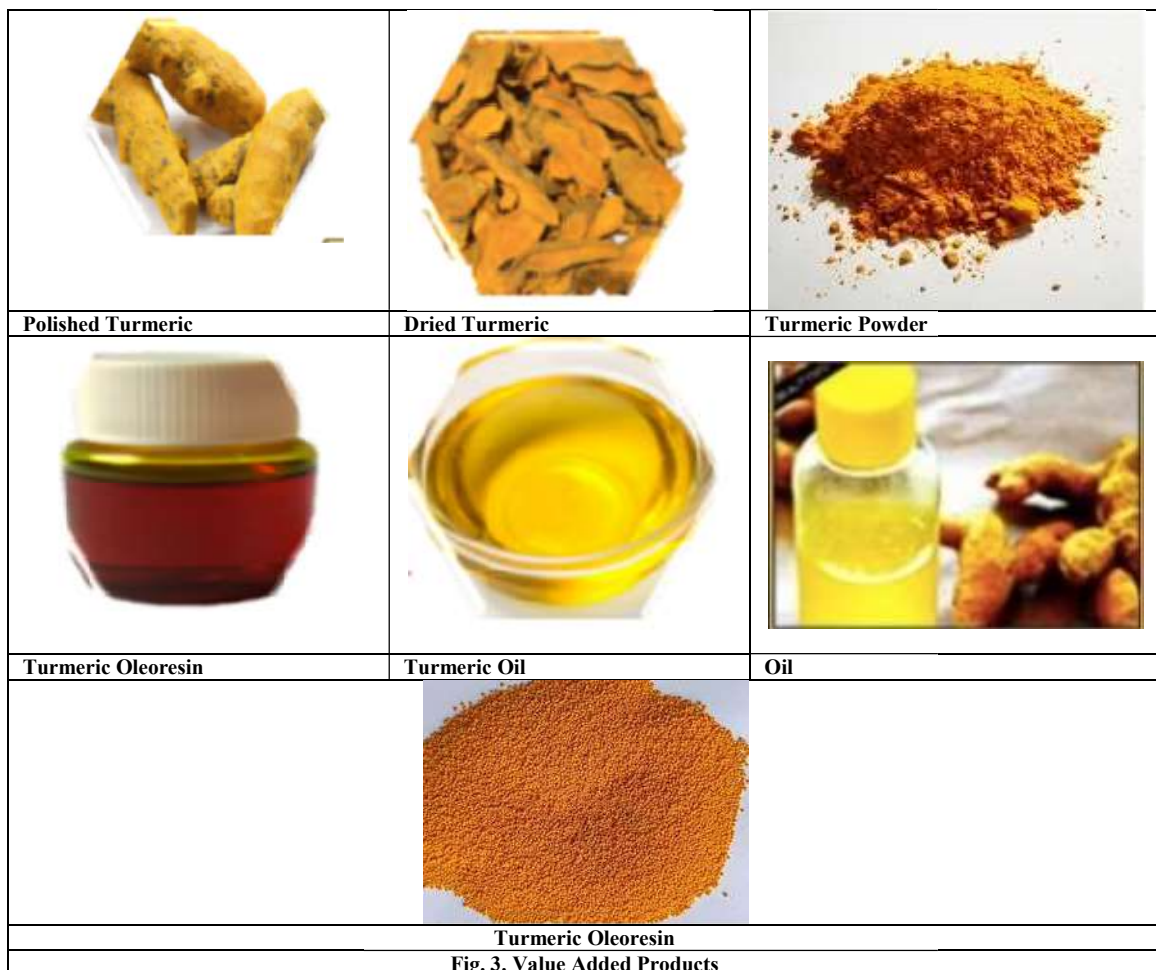 Polished Turmeric
Dried Turmeric
Turmeric Powder
Turmeric Oleoresin
Turmeric Oil
Oil
Turmeric Oleoresin
Fig. 3. Value Added Products